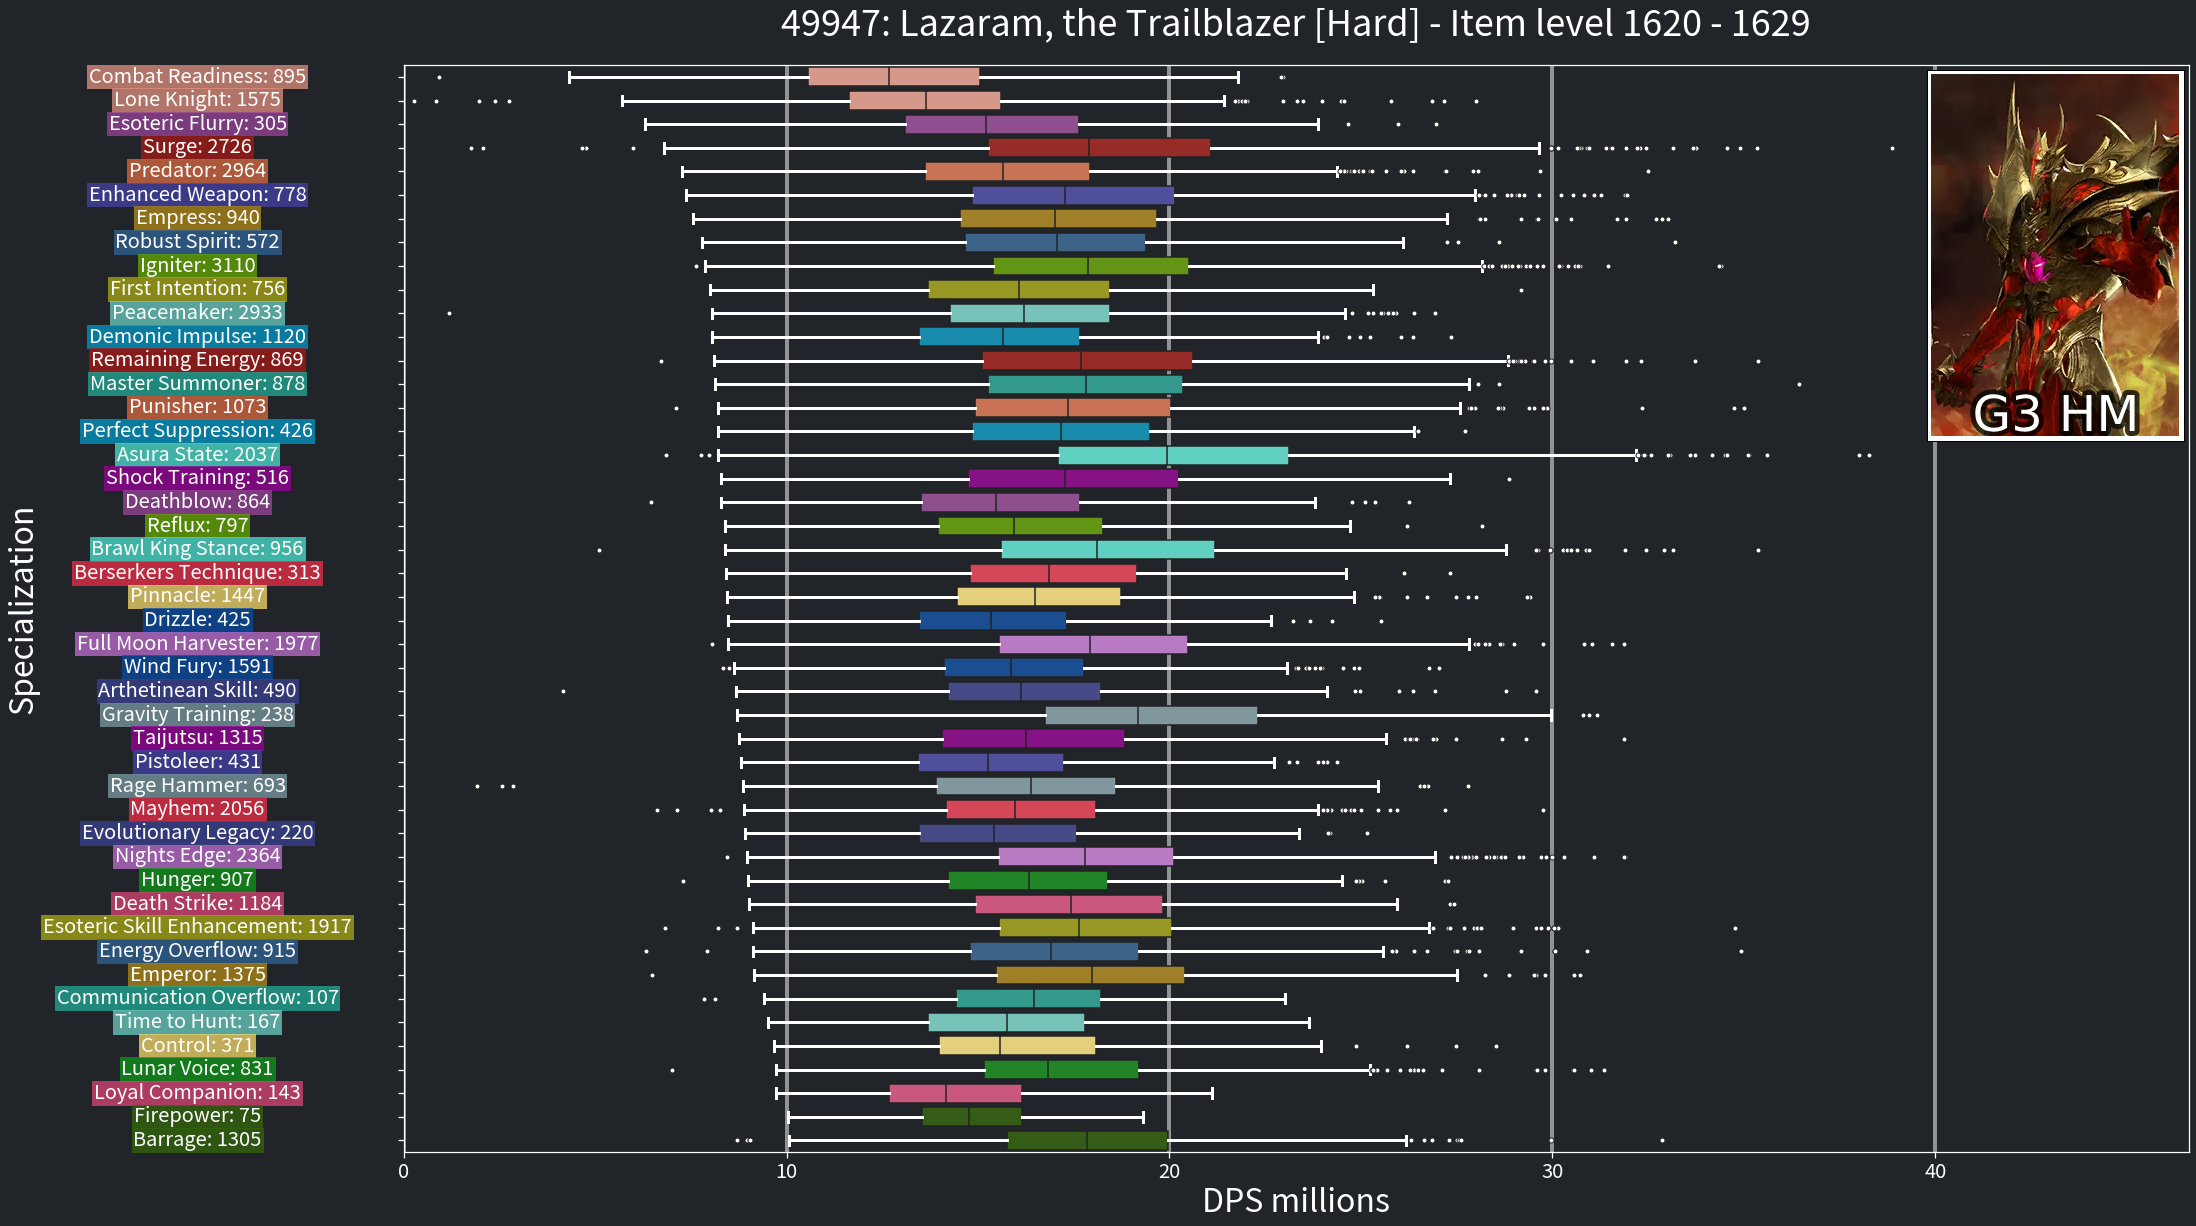 49947: Lazaram, the Trailblazer [Hard] - Item level 1620 - 1629
Combat Readiness: 895
Lone Knight: 1575
Esoteric Flurry: 305
Surge: 2726
Predator: 2964
Enhanced Weapon: 778
Empress: 940
Robust Spirit: 572
Igniter: 3110
First Intention: 756
Peacemaker: 2933
Demonic Impulse: 1120
Remaining Energy: 869
Master Summoner: 878
Punisher: 1073
Perfect Suppression: 426
Asura State: 2037
Shock Training: 516
Deathblow: 864
Reflux: 797
Brawl King Stance: 956
Berserkers Technique: 313
Pinnacle: 1447
Drizzle: 425
Full Moon Harvester: 1977
Wind Fury: 1591
Arthetinean Skill: 490
Gravity Training: 238
Taijutsu: 1315
Pistoleer: 431
Rage Hammer: 693
Mayhem: 2056
Evolutionary Legacy: 220
Nights Edge: 2364
Hunger: 907
Death Strike: 1184
Esoteric Skill Enhancement: 1917
Energy Overflow: 915
Emperor: 1375
Communication Overflow: 107
Time to Hunt: 167
Control: 371
Lunar Voice: 831
Loyal Companion: 143
Firepower: 75
Barrage: 1305
Specialization
G3 HM
0 10 20 30 40
DPS millions